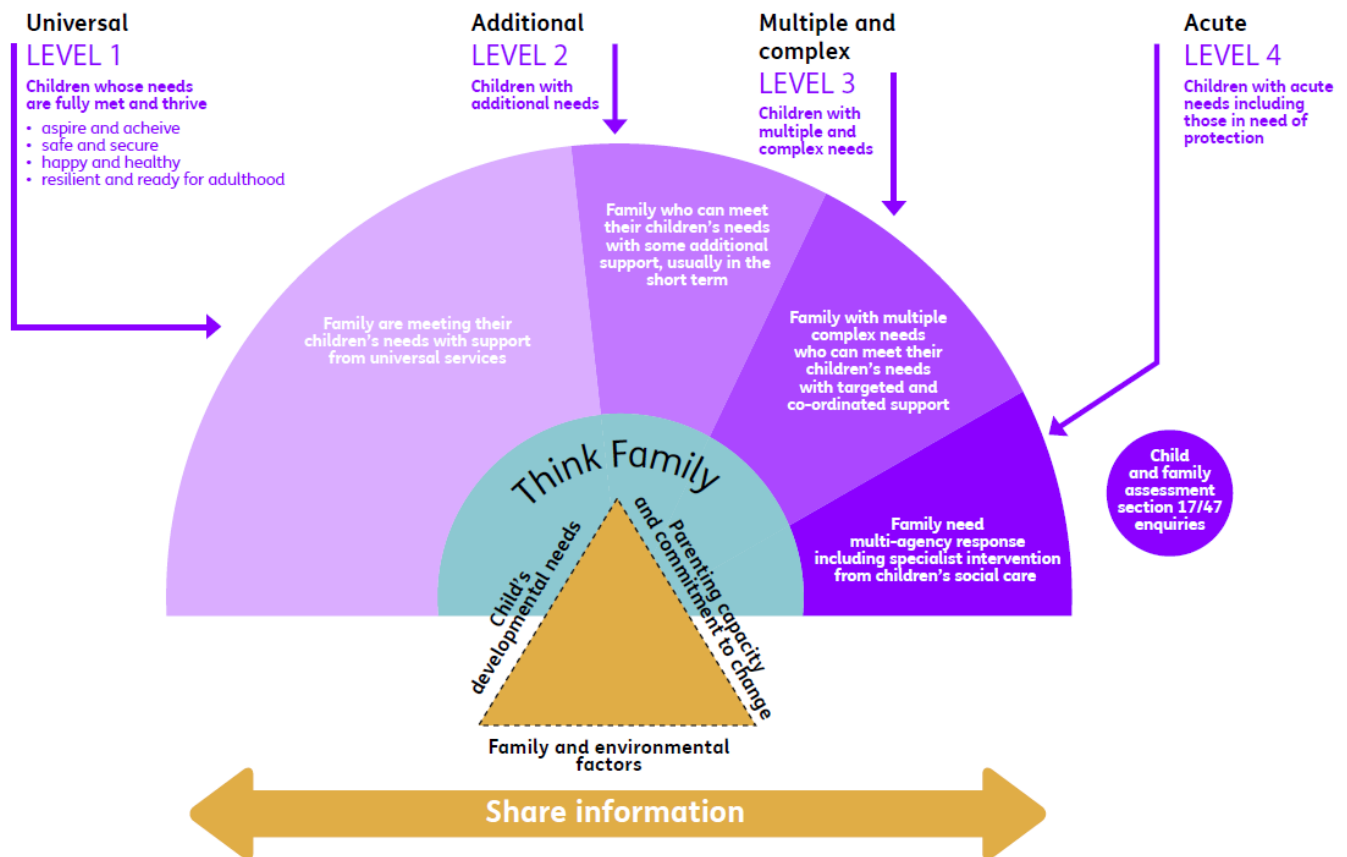 Universal
LEVEL 1
Children whose needs
are fully met and thrive
• aspire and acheive
• safe and secure
• happy and healthy
• resilient and ready for adulthood
Additional
LEVEL 2
Children with
additional needs
Multiple and
complex
LEVEL 3
Children with
multiple and
complex needs
Acute
LEVEL 4
Children with acute
needs including
those in need of
protection
Family are meeting their
children's needs with support
from universal services
Family who can meet
their children's needs
with some additional
support, usually in the
short term
Family with multiple
complex needs
who can meet their
children's needs
with targeted and
co-ordinated support
Family need
multi-agency response
including specialist intervention
from children's social care
Child
and family
assessment
section 17/47
enquiries
Think Family
Child's
developmental needs
Parenting capacity
and commitment to change
Family and environmental
factors
Share information